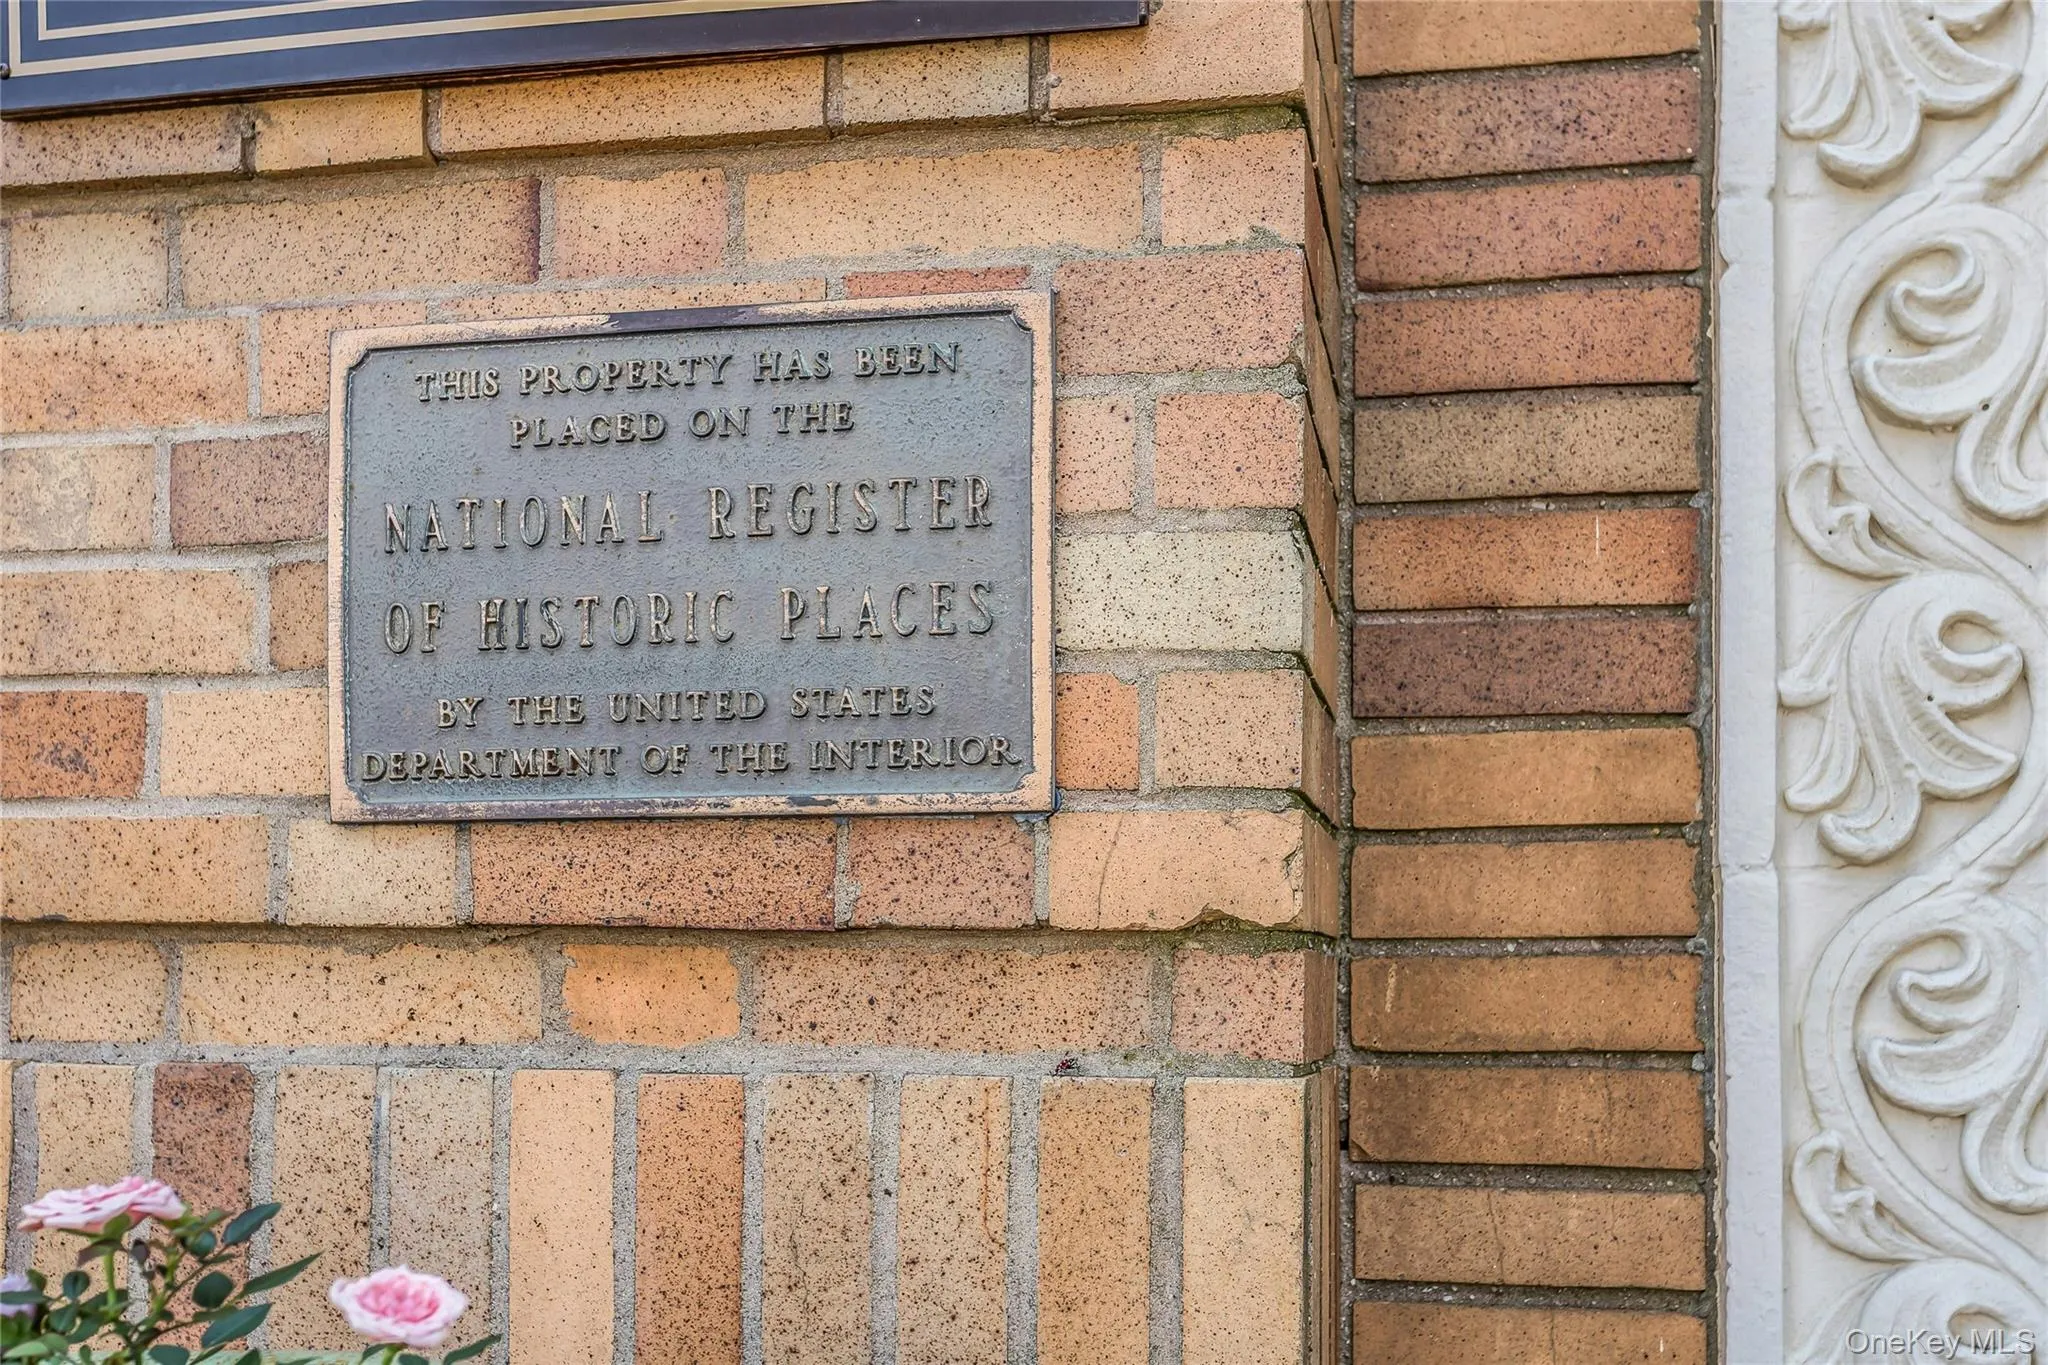 THIS PROPERTY HAS BEEN
PLACED ON THE
NATIONAL REGISTER
OF HISTORIC PLACES
BY THE UNITED STATES
DEPARTMENT OF THE INTERIOR
OneKey MLS